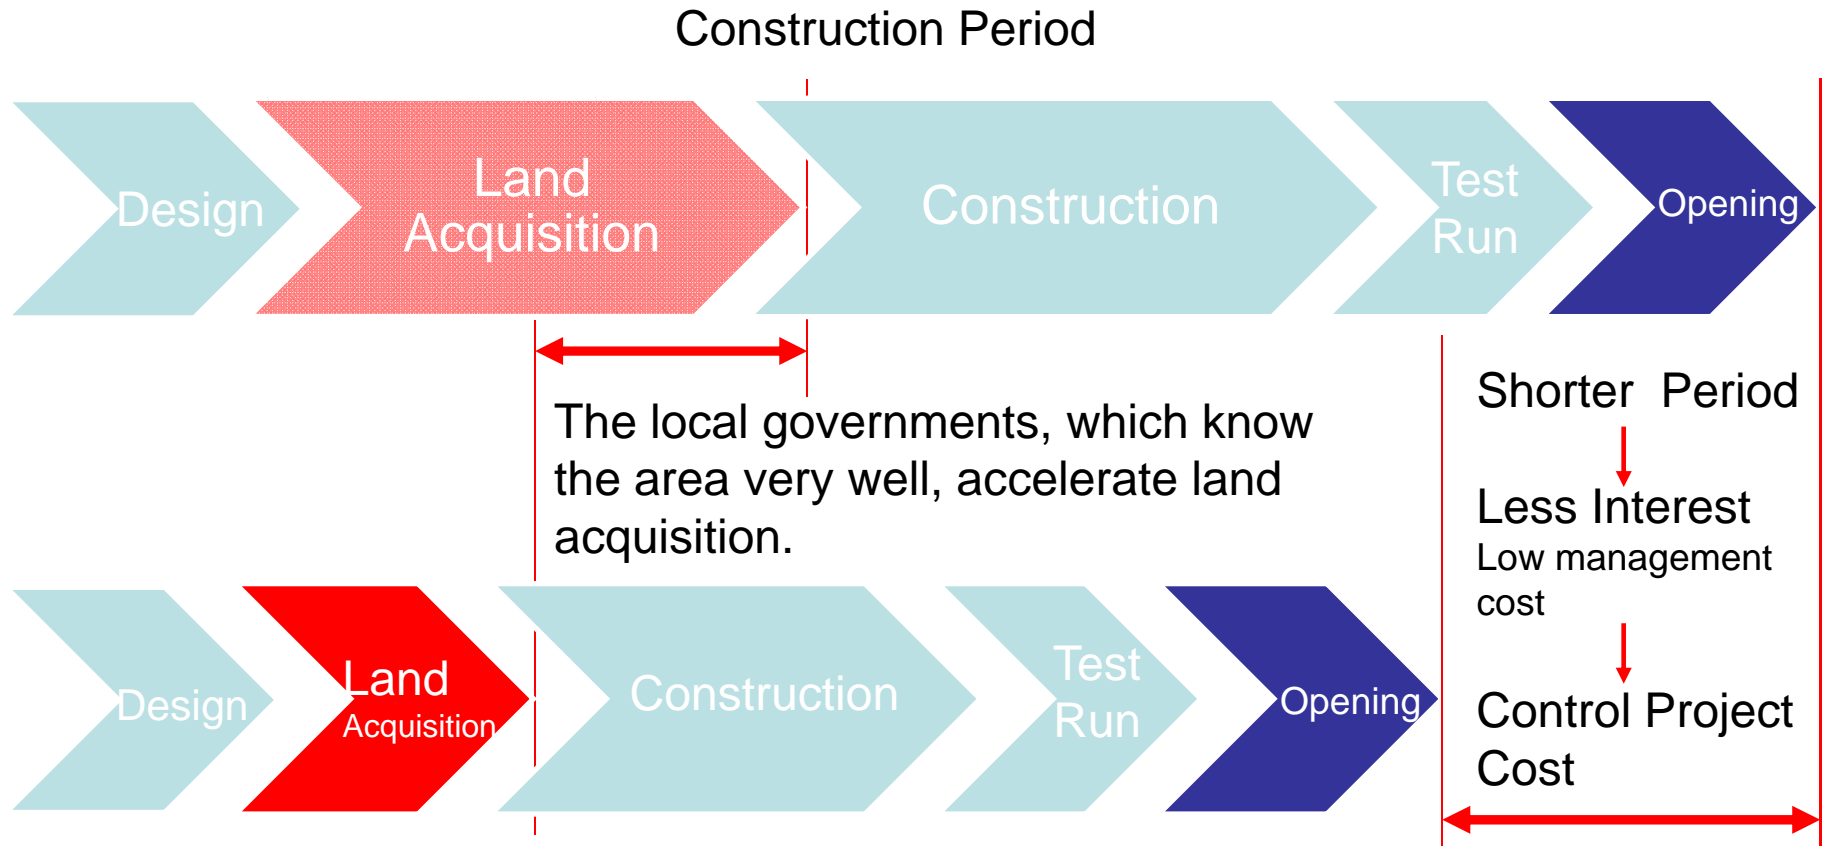 Construction Period
Design
Land
Acquisition
Construction
Test
Run
Opening
The local governments, which know
the area very well, accelerate land
acquisition.
Shorter Period
Less Interest
Low management
cost
Control Project
Cost
Design
Land
Acquisition
Construction
Test
Run
Opening